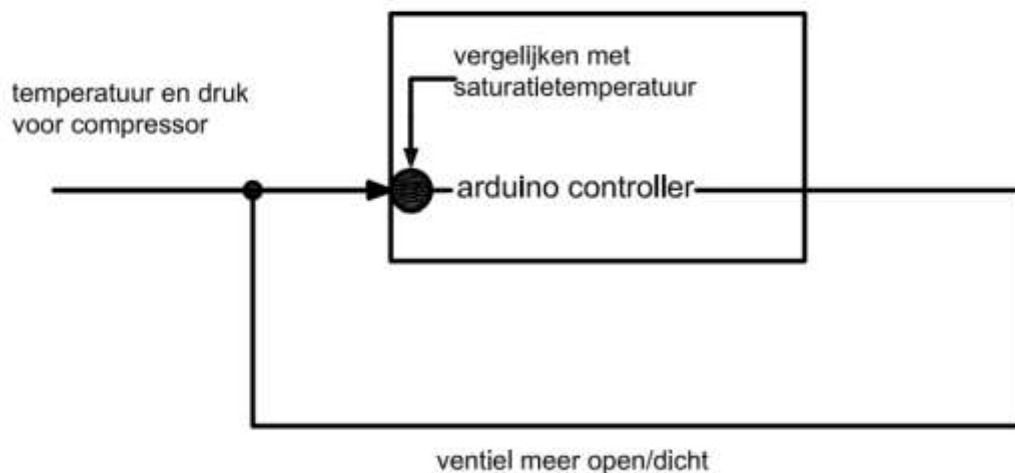 temperatuur en druk
voor compressor
vergelijken met
saturatietemperatuur
arduino controller
ventiel meer open/dicht